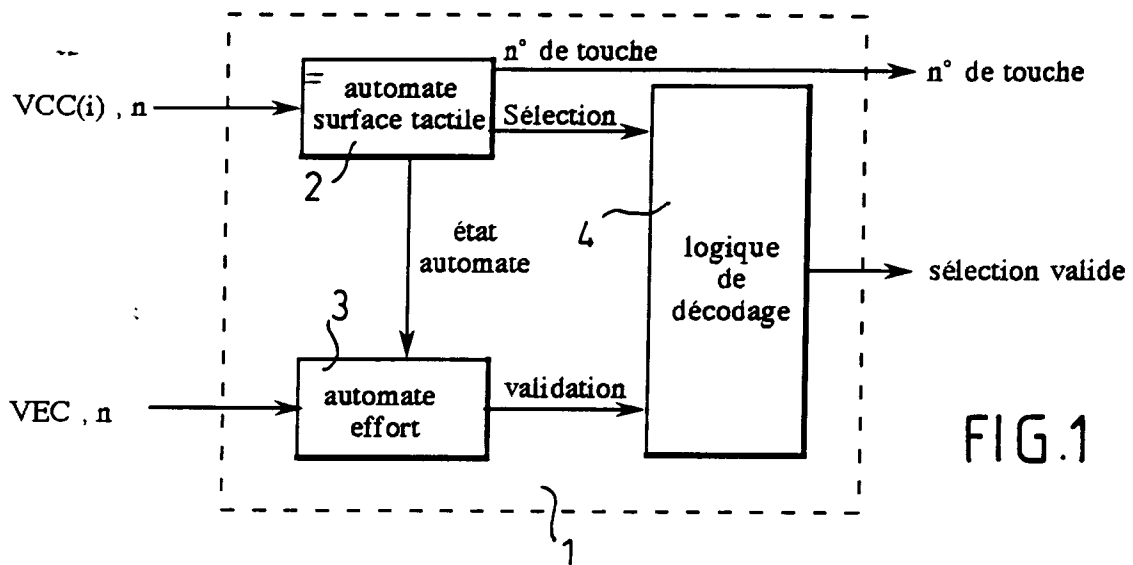 n° de touche
n° de touche
VCC(i) , n
automate
surface tactile
Sélection
2
état
automate
4
logique
de
décodage
sélection valide
3
VEC , n
automate
effort
validation
FIG.1
1